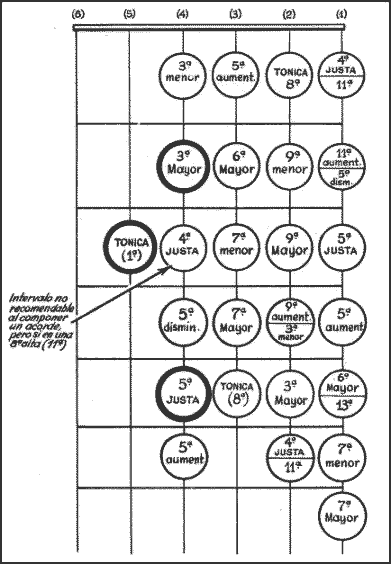 (6) (5) (4) (3) (2) (1)
3ª menor
5ª aument.
TONICA 8ª
4ª JUSTA 11ª
3ª Mayor
6ª Mayor
9ª menor
11ª aument. 5ª dism.
TONICA (1ª)
4ª JUSTA
7ª menor
9ª Mayor
5ª JUSTA
Intervalo no
recomendable
al componer
un acorde,
pero si en una
8ª alta (11ª)
5ª dismin.
7ª Mayor
9ª aument. 3ª menor
5ª aument
5ª JUSTA
TONICA (8ª)
3ª Mayor
6ª Mayor 13ª
5ª aument
4ª JUSTA 11ª
7ª menor
7ª Mayor